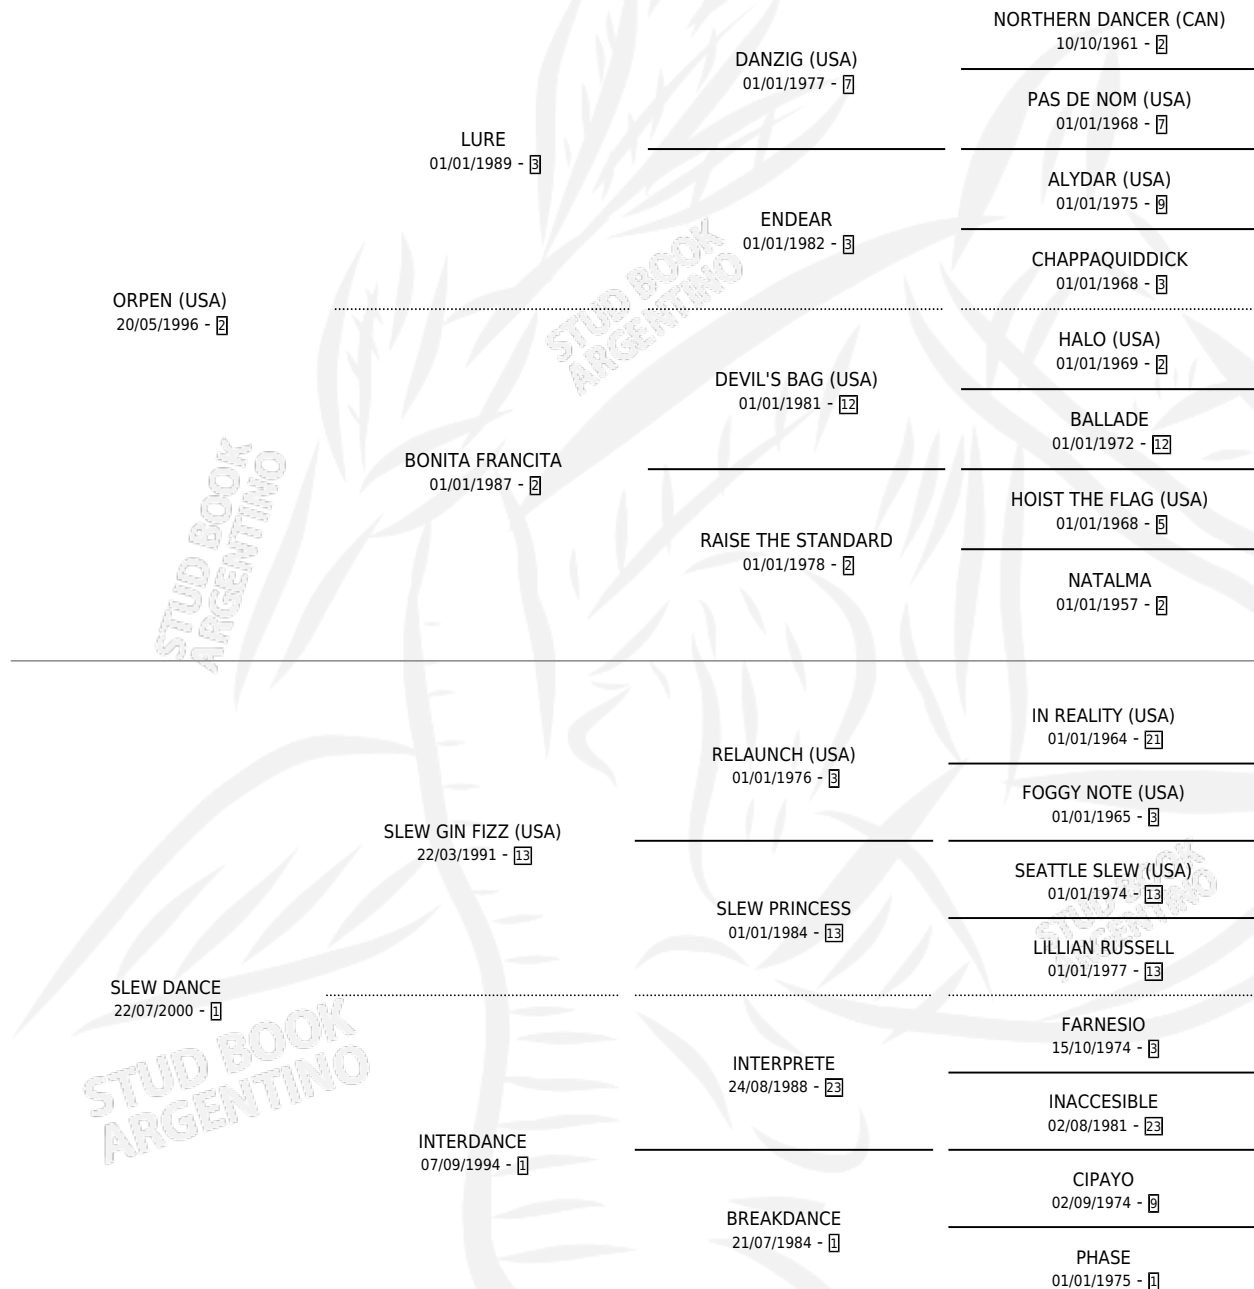 NORTHERN DANCER (CAN)
10/10/1961 - 2
DANZIG (USA)
01/01/1977 - 7
PAS DE NOM (USA)
01/01/1968 - 7
LURE
01/01/1989 - 3
ALYDAR (USA)
01/01/1975 - 9
ENDEAR
01/01/1982 - 3
CHAPPAQUIDDICK
01/01/1968 - 3
ORPEN (USA)
20/05/1996 - 2
STUD BOOK
ARGENTINO
HALO (USA)
01/01/1969 - 2
DEVIL'S BAG (USA)
01/01/1981 - 12
BALLADE
01/01/1972 - 12
BONITA FRANCITA
01/01/1987 - 2
HOIST THE FLAG (USA)
01/01/1968 - 5
RAISE THE STANDARD
01/01/1978 - 2
NATALMA
01/01/1957 - 2
STUD BOOK
ARGENTINO
IN REALITY (USA)
01/01/1964 - 21
RELAUNCH (USA)
01/01/1976 - 3
FOGGY NOTE (USA)
01/01/1965 - 3
SLEW GIN FIZZ (USA)
22/03/1991 - 13
SEATTLE SLEW (USA)
01/01/1974 - 13
SLEW PRINCESS
01/01/1984 - 13
LILLIAN RUSSELL
01/01/1977 - 13
STUD BOOK
ARGENTINO
SLEW DANCE
22/07/2000 - 1
STUD BOOK
ARGENTINO
FARNESIO
15/10/1974 - 3
INTERPRETE
24/08/1988 - 23
INACCESIBLE
02/08/1981 - 23
INTERDANCE
07/09/1994 - 1
CIPAYO
02/09/1974 - 9
BREAKDANCE
21/07/1984 - 1
PHASE
01/01/1975 - 1